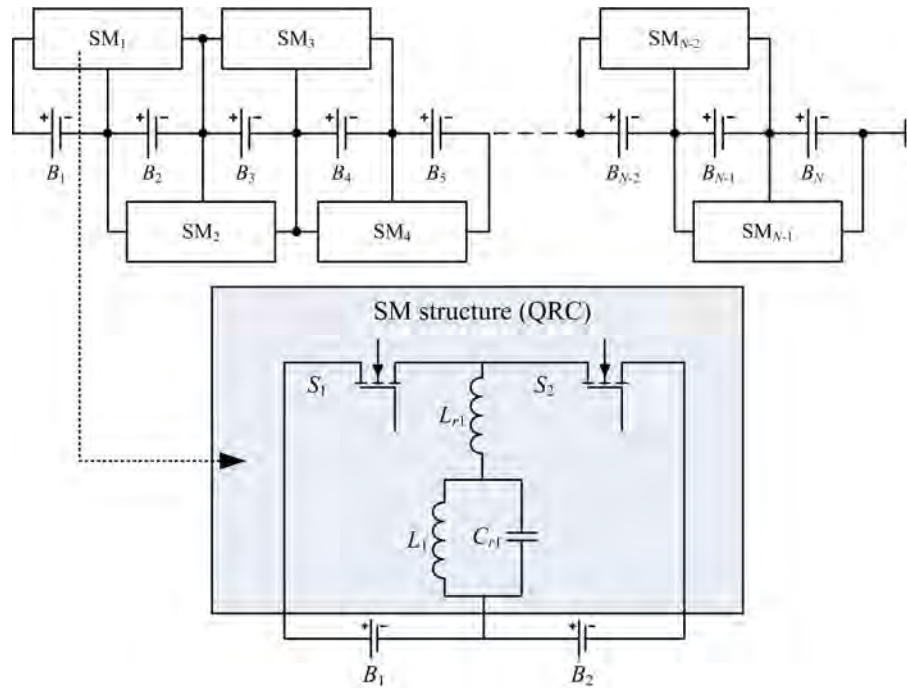 SM1 SM3 SMN-2
+ - + - + - + - + - + - + - + -
B1 B2 B3 B4 B5 BN-2 BN-1 BN
SM2 SM4 SMN-1
SM structure (QRC)
S1 S2
Lr1
L1 Cr1
+ - + -
B1 B2